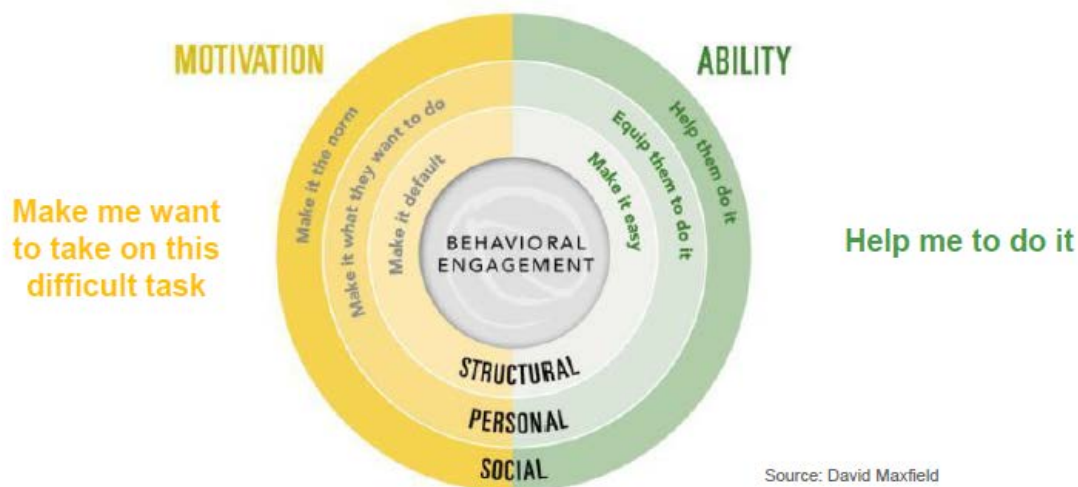 MOTIVATION
ABILITY
Make it the norm
Make it what they want to do
Make it default
Help them do it
Equip them to do it
Make it easy
Make me want
to take on this
difficult task
BEHAVIORAL
ENGAGEMENT
Help me to do it
STRUCTURAL
PERSONAL
SOCIAL
Source: David Maxfield